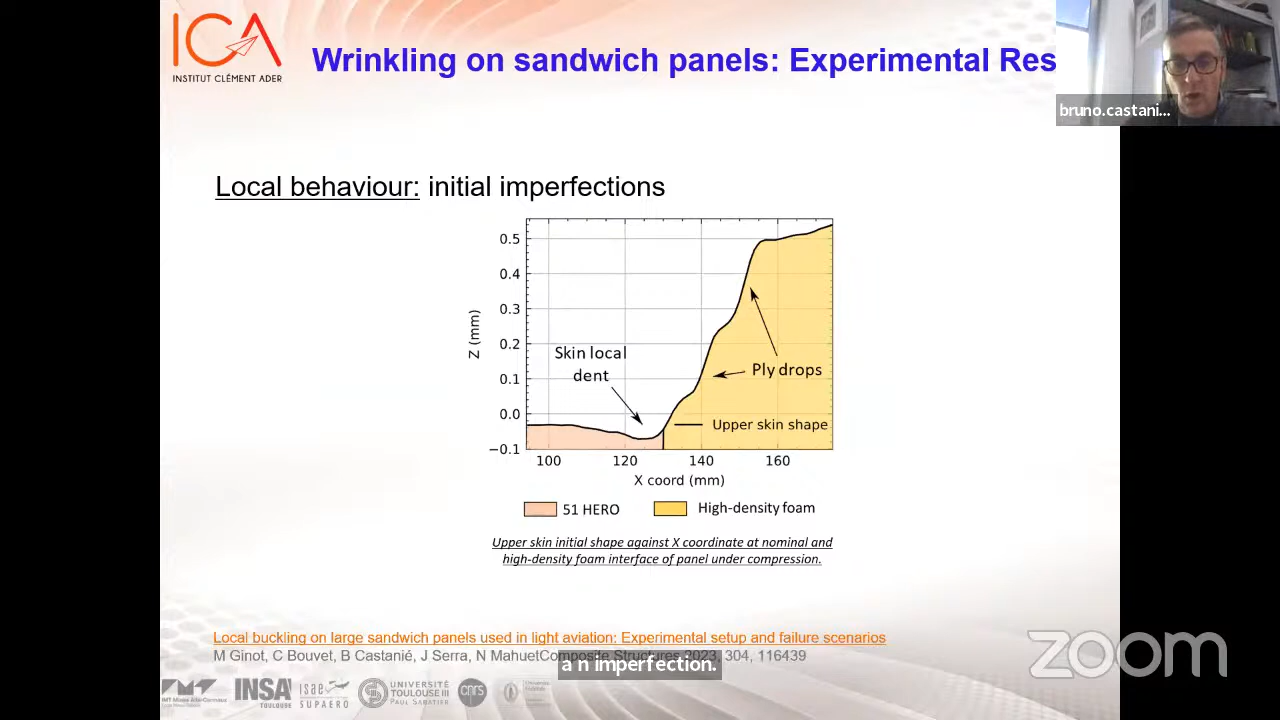 ICA
INSTITUT CLÉMENT ADER
Wrinkling on sandwich panels: Experimental Res
bruno.castani...
Local behaviour: initial imperfections
0.5
0.4
0.3
0.2
0.1
0.0
−0.1
Z (mm)
Skin local
dent
Ply drops
Upper skin shape
100 120 140 160
X coord (mm)
51 HERO
High-density foam
Upper skin initial shape against X coordinate at nominal and
high-density foam interface of panel under compression.
Local buckling on large sandwich panels used in light aviation: Experimental setup and failure scenarios
M Ginot, C Bouvet, B Castanié, J Serra, N MahuetComposite Structures 2023, 304, 116439
a n imperfection.
zoom
IMT Mines Albi-Carmaux
INSA
TOULOUSE
isae
SUPAERO
UNIVERSITÉ
TOULOUSE III
PAUL SABATIER
cnrs